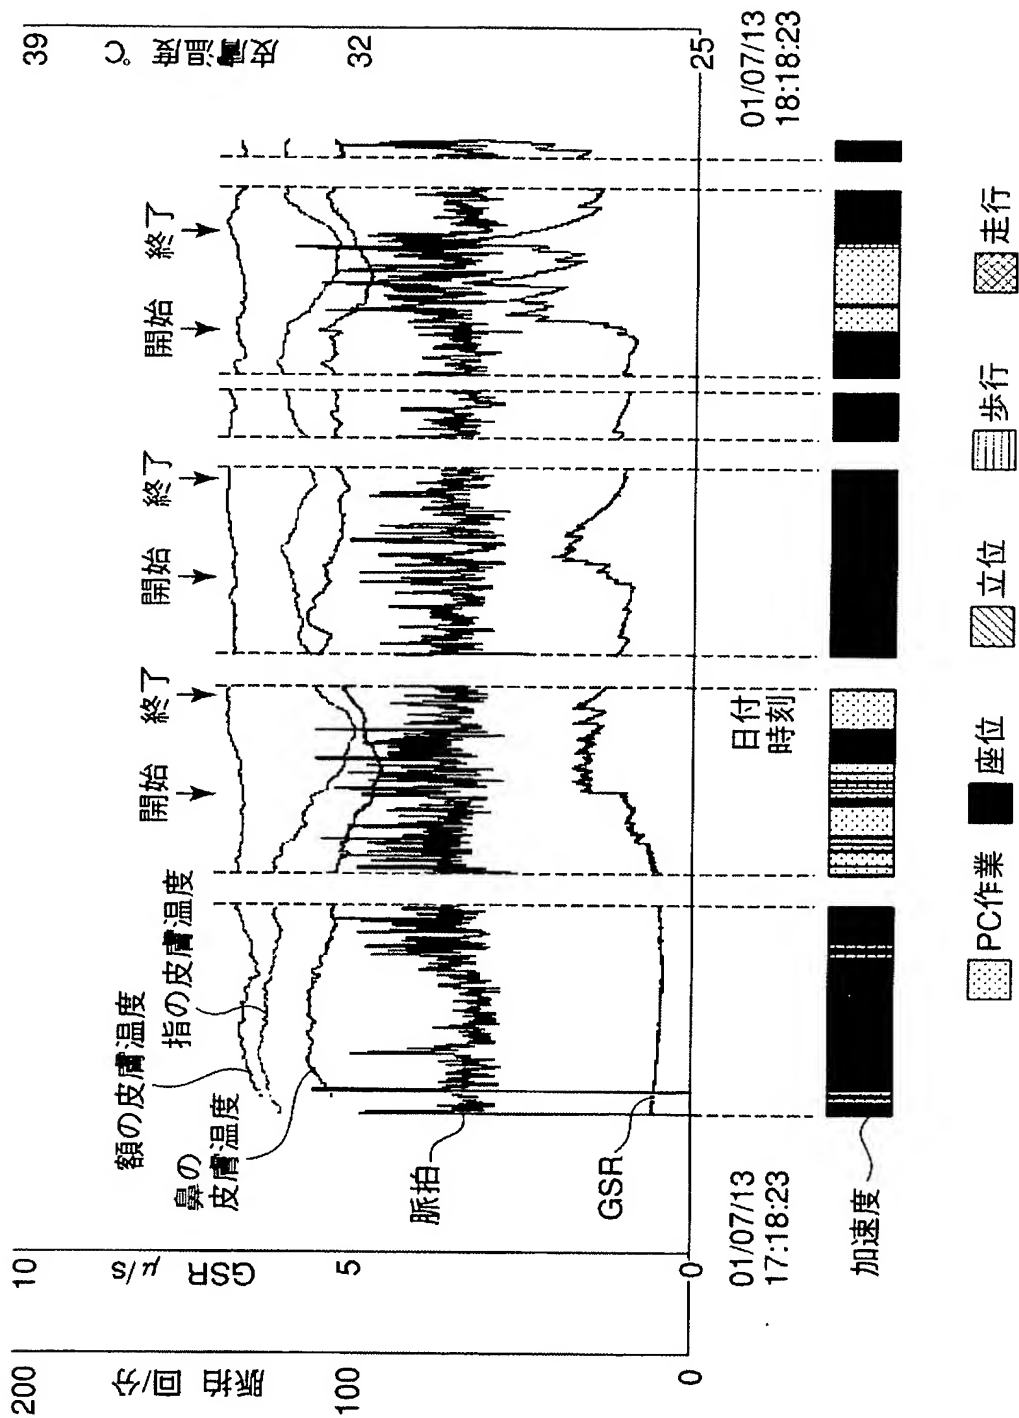 200
脈拍 回/分
100
0
10
GSR μ/s
5
0
額の皮膚温度
指の皮膚温度
鼻の
皮膚温度
脈拍
GSR
開始
終了
開始
終了
開始
終了
39
皮膚温度 ℃
32
25
01/07/13
17:18:23
日付
時刻
01/07/13
18:18:23
加速度
PC作業
座位
立位
歩行
走行